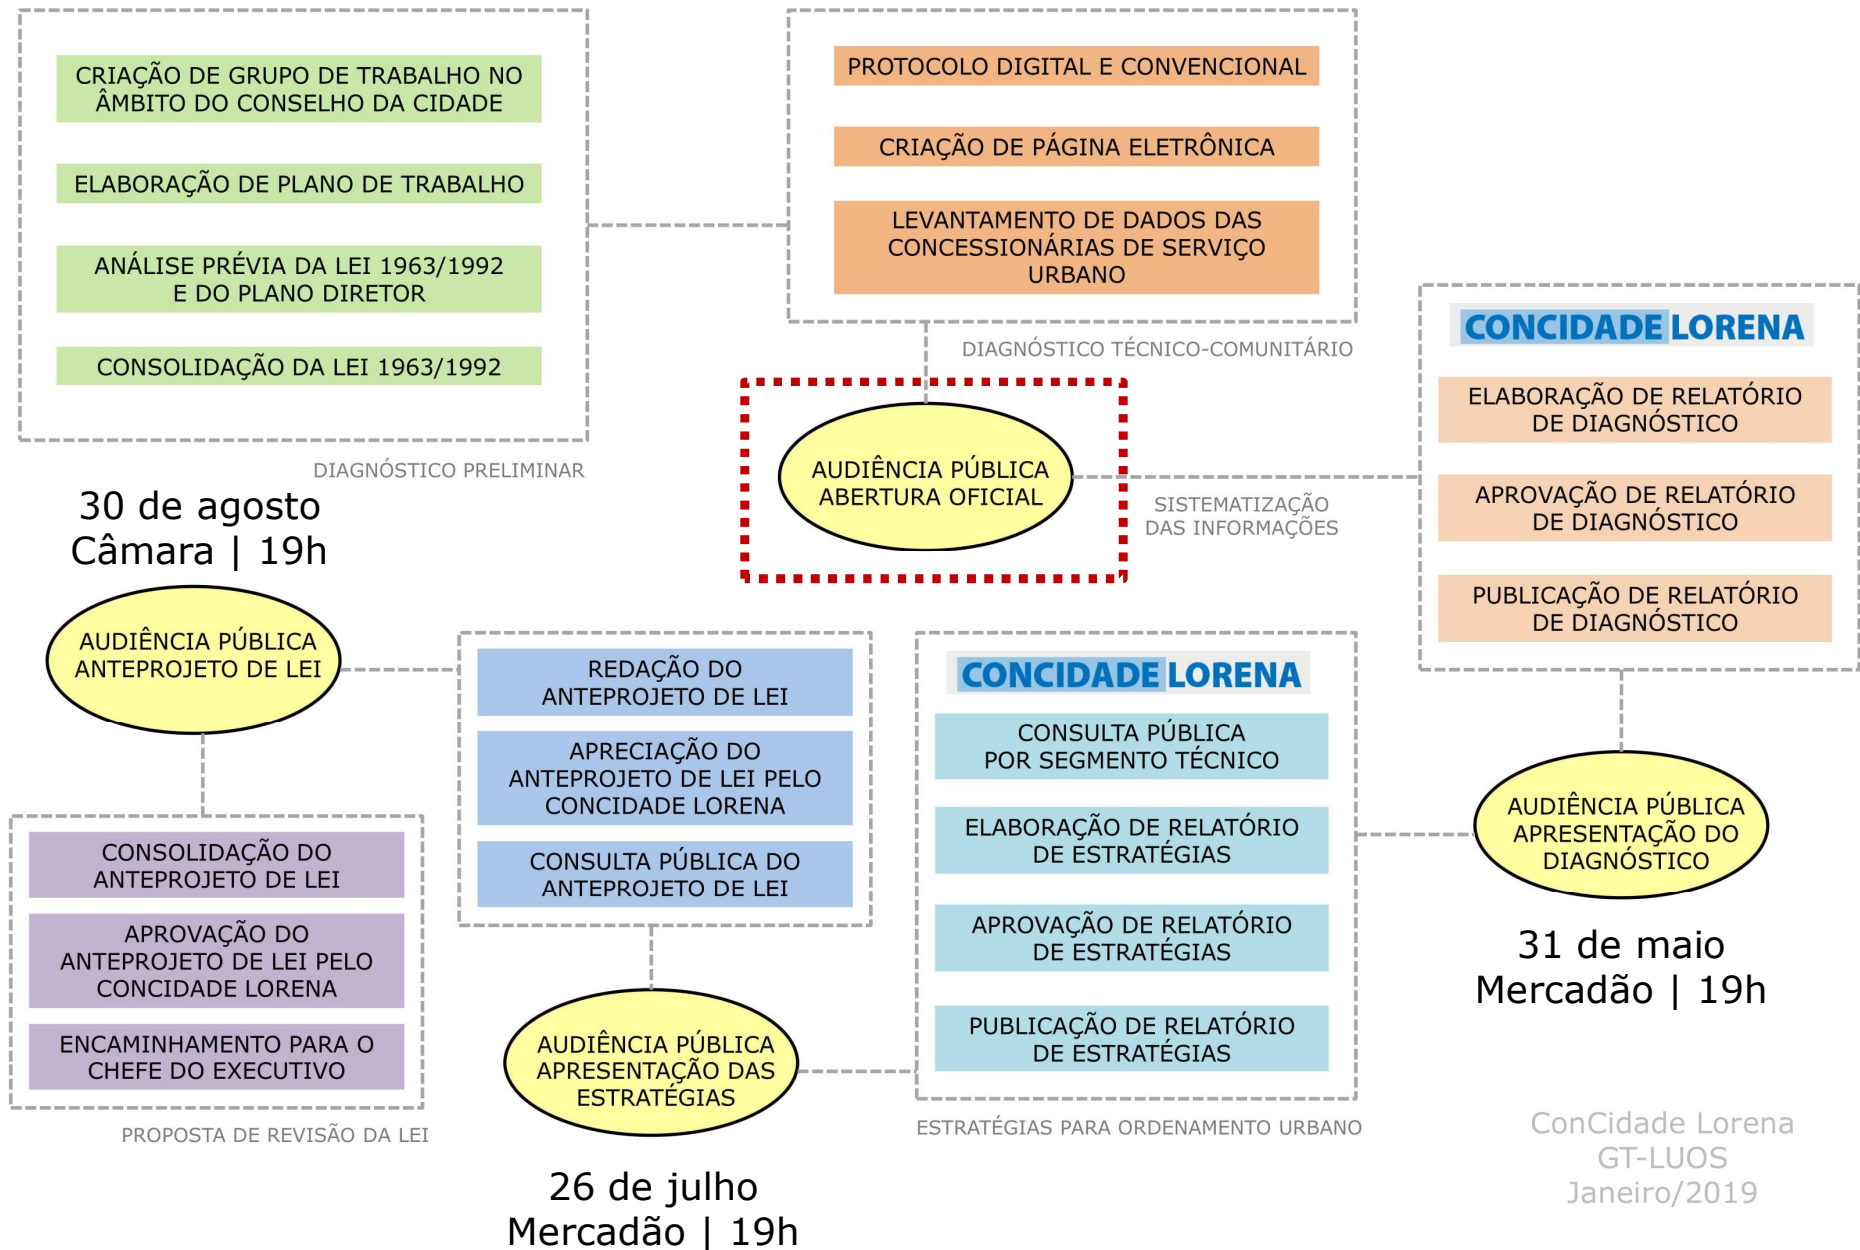 CRIAÇÃO DE GRUPO DE TRABALHO NO
ÂMBITO DO CONSELHO DA CIDADE
ELABORAÇÃO DE PLANO DE TRABALHO
ANÁLISE PRÉVIA DA LEI 1963/1992
E DO PLANO DIRETOR
CONSOLIDAÇÃO DA LEI 1963/1992
DIAGNÓSTICO PRELIMINAR
PROTOCOLO DIGITAL E CONVENCIONAL
CRIAÇÃO DE PÁGINA ELETRÔNICA
LEVANTAMENTO DE DADOS DAS
CONCESSIONÁRIAS DE SERVIÇO
URBANO
DIAGNÓSTICO TÉCNICO-COMUNITÁRIO
AUDIÊNCIA PÚBLICA
ABERTURA OFICIAL
SISTEMATIZAÇÃO
DAS INFORMAÇÕES
CONCIDADE LORENA
ELABORAÇÃO DE RELATÓRIO
DE DIAGNÓSTICO
APROVAÇÃO DE RELATÓRIO
DE DIAGNÓSTICO
PUBLICAÇÃO DE RELATÓRIO
DE DIAGNÓSTICO
AUDIÊNCIA PÚBLICA
APRESENTAÇÃO DO
DIAGNÓSTICO
31 de maio
Mercadão | 19h
CONCIDADE LORENA
CONSULTA PÚBLICA
POR SEGMENTO TÉCNICO
ELABORAÇÃO DE RELATÓRIO
DE ESTRATÉGIAS
APROVAÇÃO DE RELATÓRIO
DE ESTRATÉGIAS
PUBLICAÇÃO DE RELATÓRIO
DE ESTRATÉGIAS
ESTRATÉGIAS PARA ORDENAMENTO URBANO
AUDIÊNCIA PÚBLICA
APRESENTAÇÃO DAS
ESTRATÉGIAS
26 de julho
Mercadão | 19h
REDAÇÃO DO
ANTEPROJETO DE LEI
APRECIAÇÃO DO
ANTEPROJETO DE LEI PELO
CONCIDADE LORENA
CONSULTA PÚBLICA DO
ANTEPROJETO DE LEI
30 de agosto
Câmara | 19h
AUDIÊNCIA PÚBLICA
ANTEPROJETO DE LEI
CONSOLIDAÇÃO DO
ANTEPROJETO DE LEI
APROVAÇÃO DO
ANTEPROJETO DE LEI PELO
CONCIDADE LORENA
ENCAMINHAMENTO PARA O
CHEFE DO EXECUTIVO
PROPOSTA DE REVISÃO DA LEI
ConCidade Lorena
GT-LUOS
Janeiro/2019